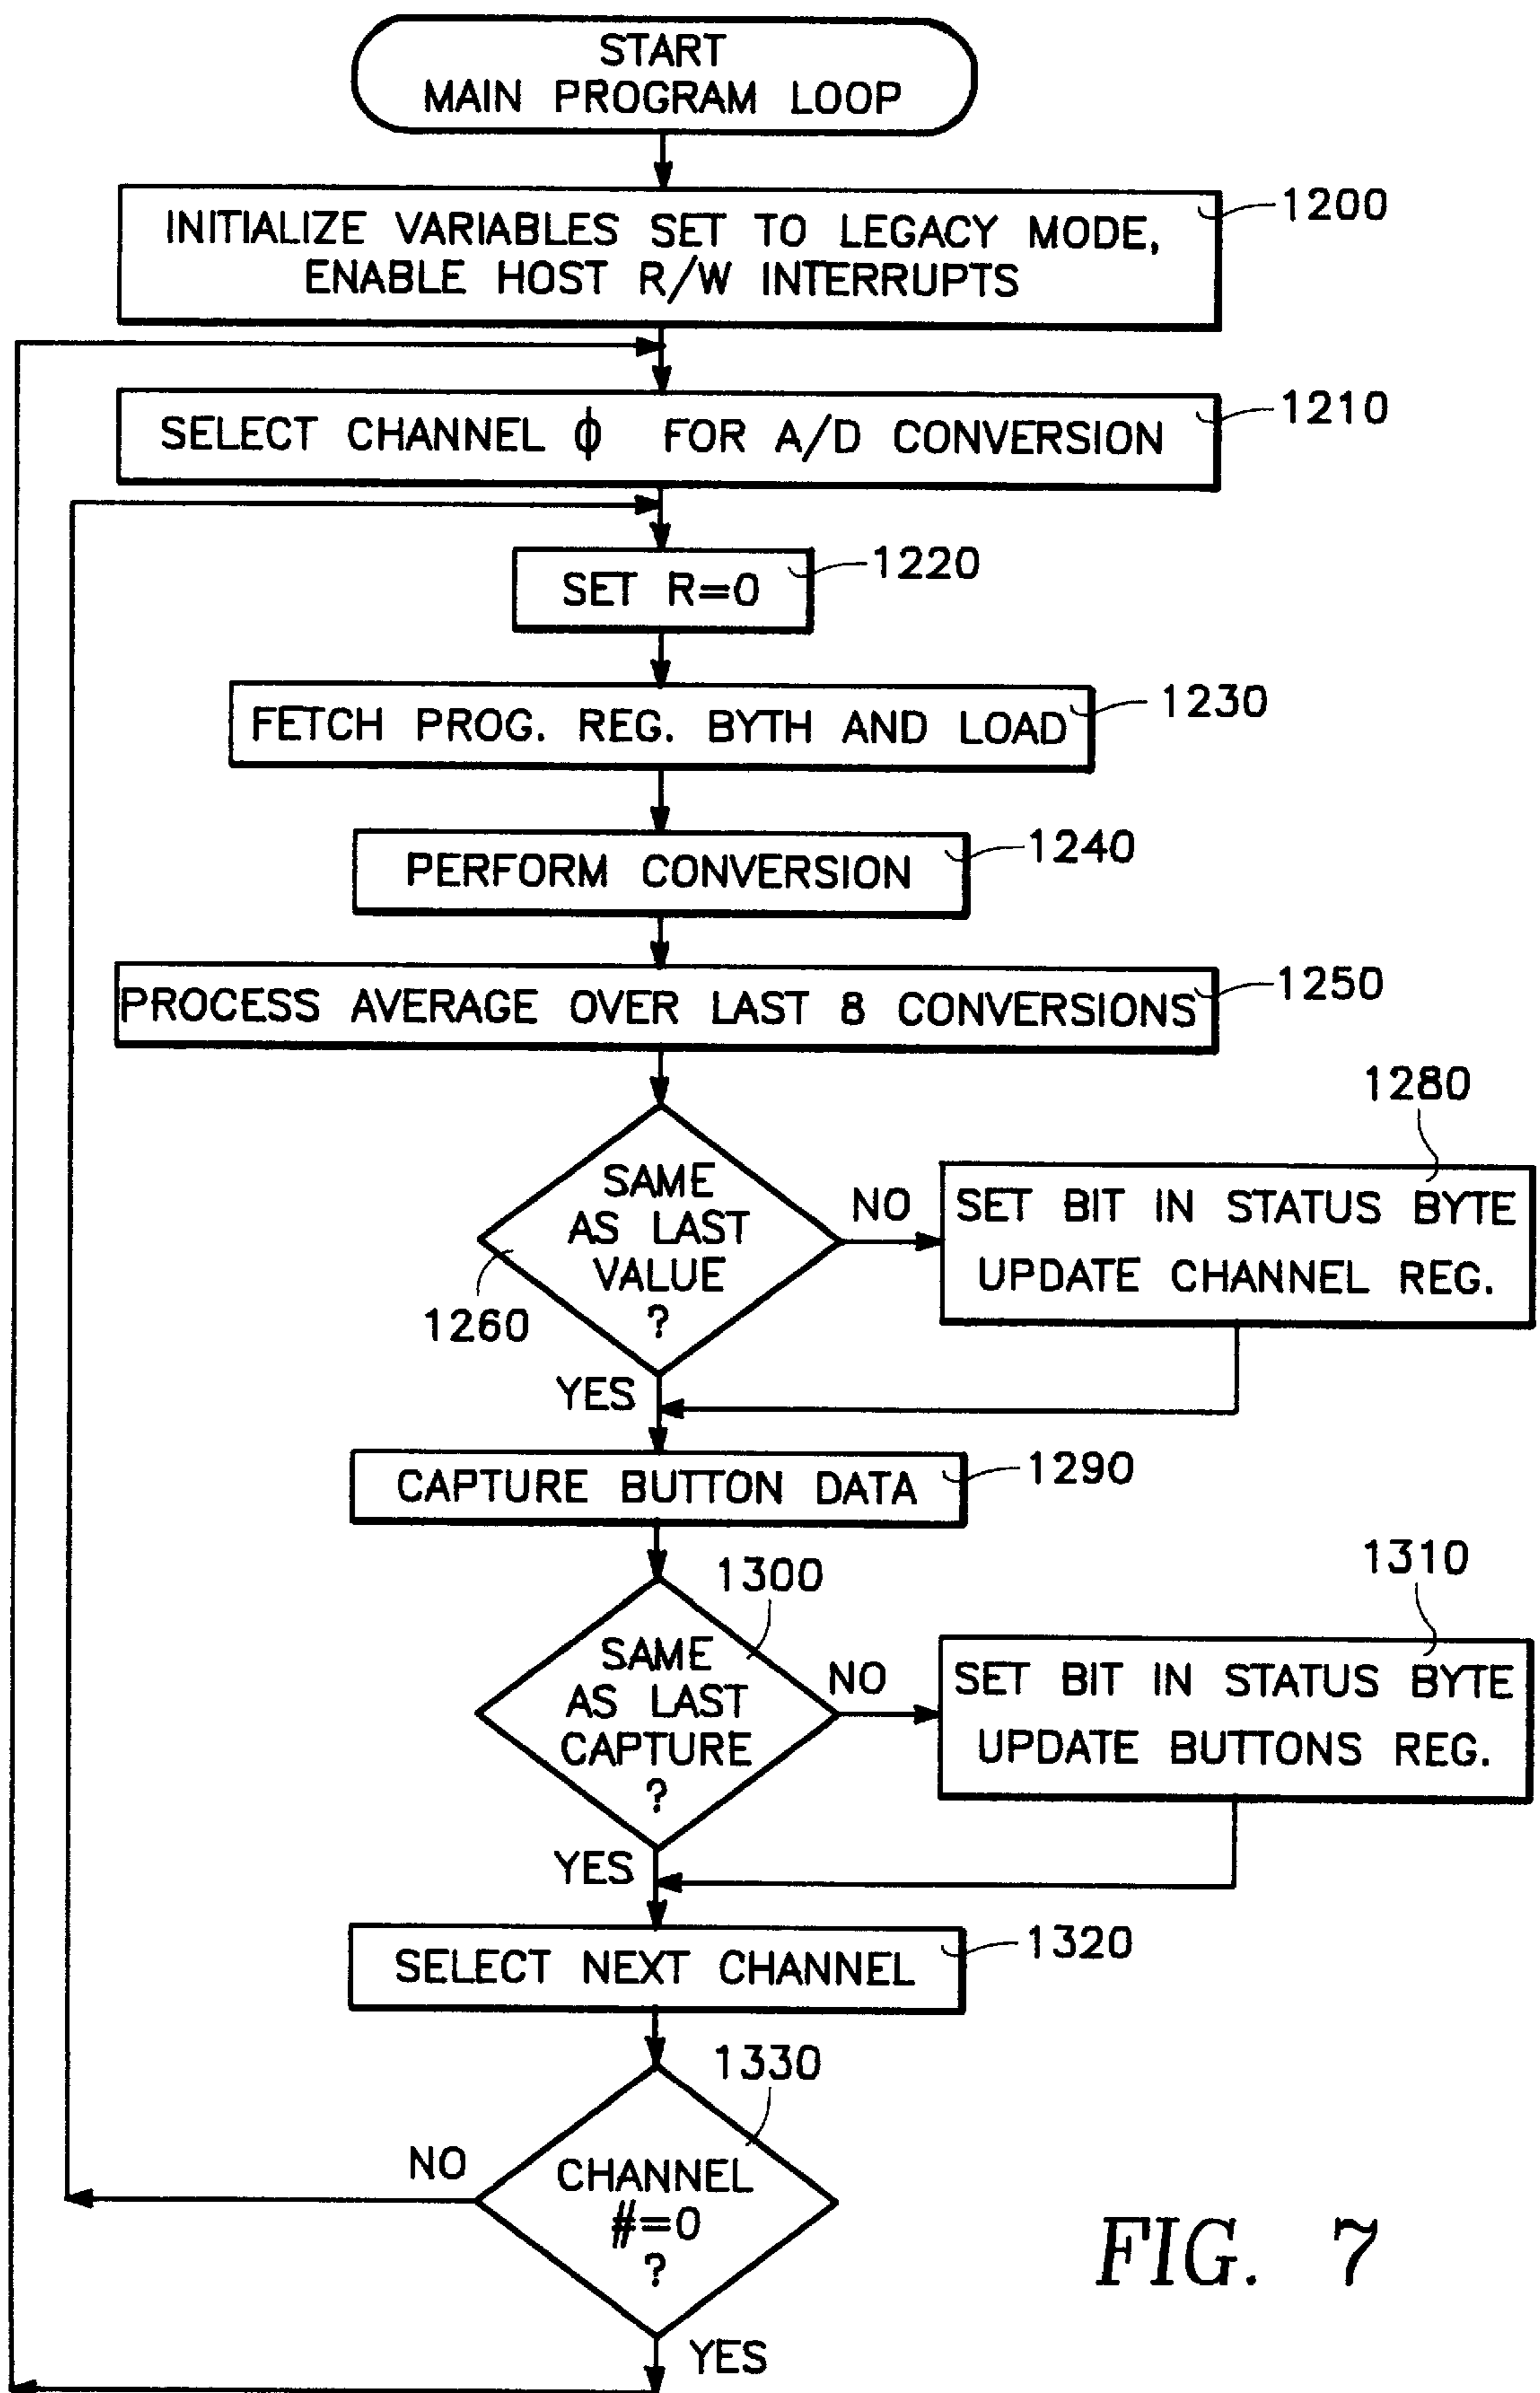 START
MAIN PROGRAM LOOP
INITIALIZE VARIABLES SET TO LEGACY MODE,
ENABLE HOST R/W INTERRUPTS
1200
SELECT CHANNEL ϕ FOR A/D CONVERSION
1210
SET R=0
1220
FETCH PROG. REG. BYTH AND LOAD
1230
PERFORM CONVERSION
1240
PROCESS AVERAGE OVER LAST 8 CONVERSIONS
1250
SAME
AS LAST
VALUE
?
1260
NO
1280
SET BIT IN STATUS BYTE
UPDATE CHANNEL REG.
YES
CAPTURE BUTTON DATA
1290
1300
SAME
AS LAST
CAPTURE
?
NO
1310
SET BIT IN STATUS BYTE
UPDATE BUTTONS REG.
YES
SELECT NEXT CHANNEL
1320
1330
CHANNEL
#=0
?
NO
YES
FIG. 7